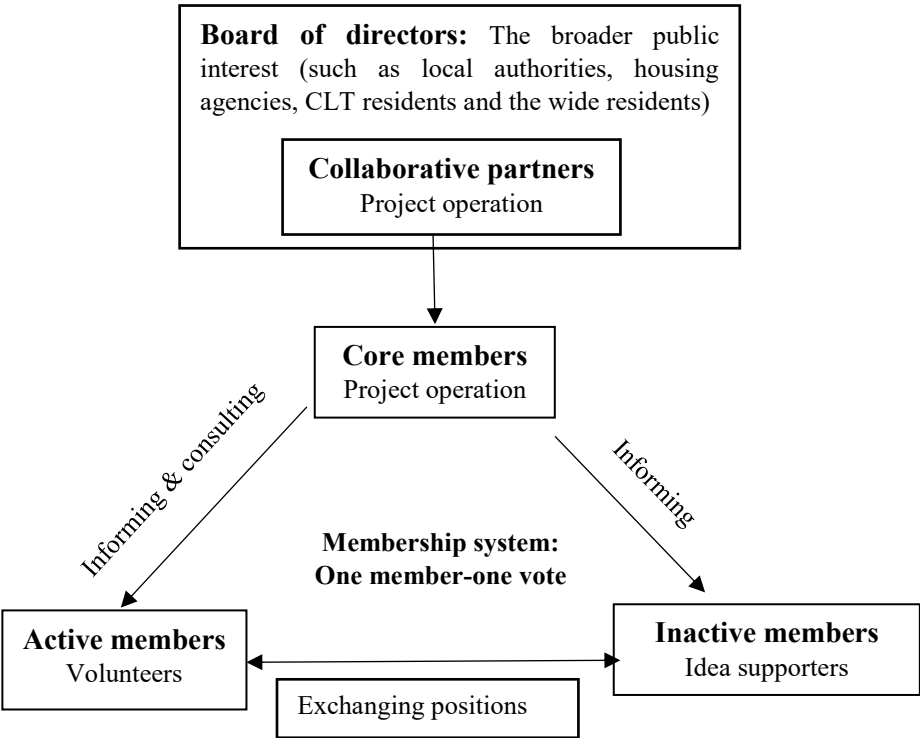 Board of directors: The broader public
interest (such as local authorities, housing
agencies, CLT residents and the wide residents)
Collaborative partners
Project operation
Core members
Project operation
Informing & consulting
Informing
Membership system:
One member-one vote
Active members
Volunteers
Inactive members
Idea supporters
Exchanging positions